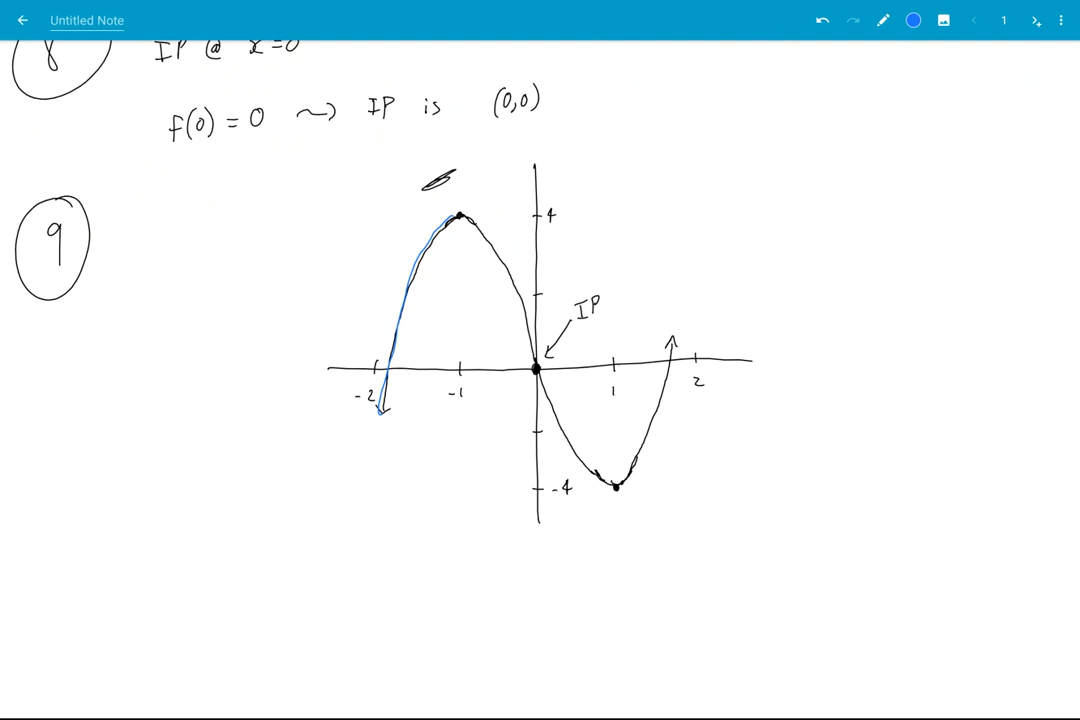 Untitled Note
1
8 IP @ x=0
f(0) = 0 ⇝ IP is (0,0)
9
4
IP
-2 -1 1 2
-4